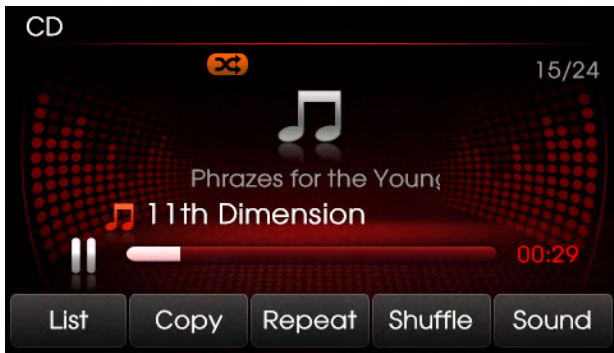 CD
15/24
Phrazes for the Young
11th Dimension
00:29
List Copy Repeat Shuffle Sound